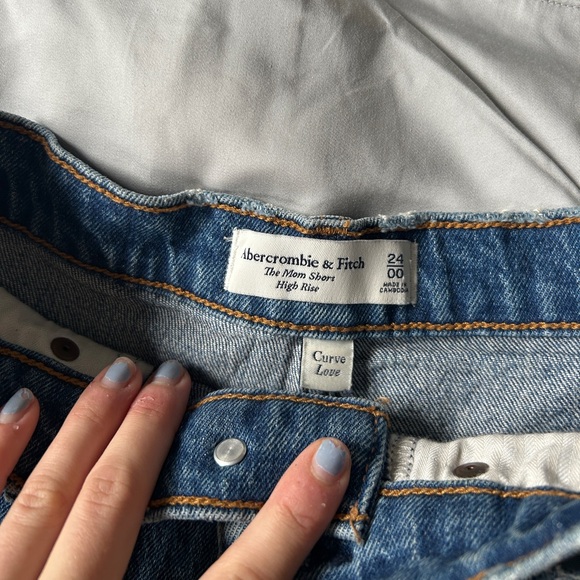 Abercrombie & Fitch
The Mom Short
High Rise
24
00
MADE IN
CAMBODIA
Curve
Love